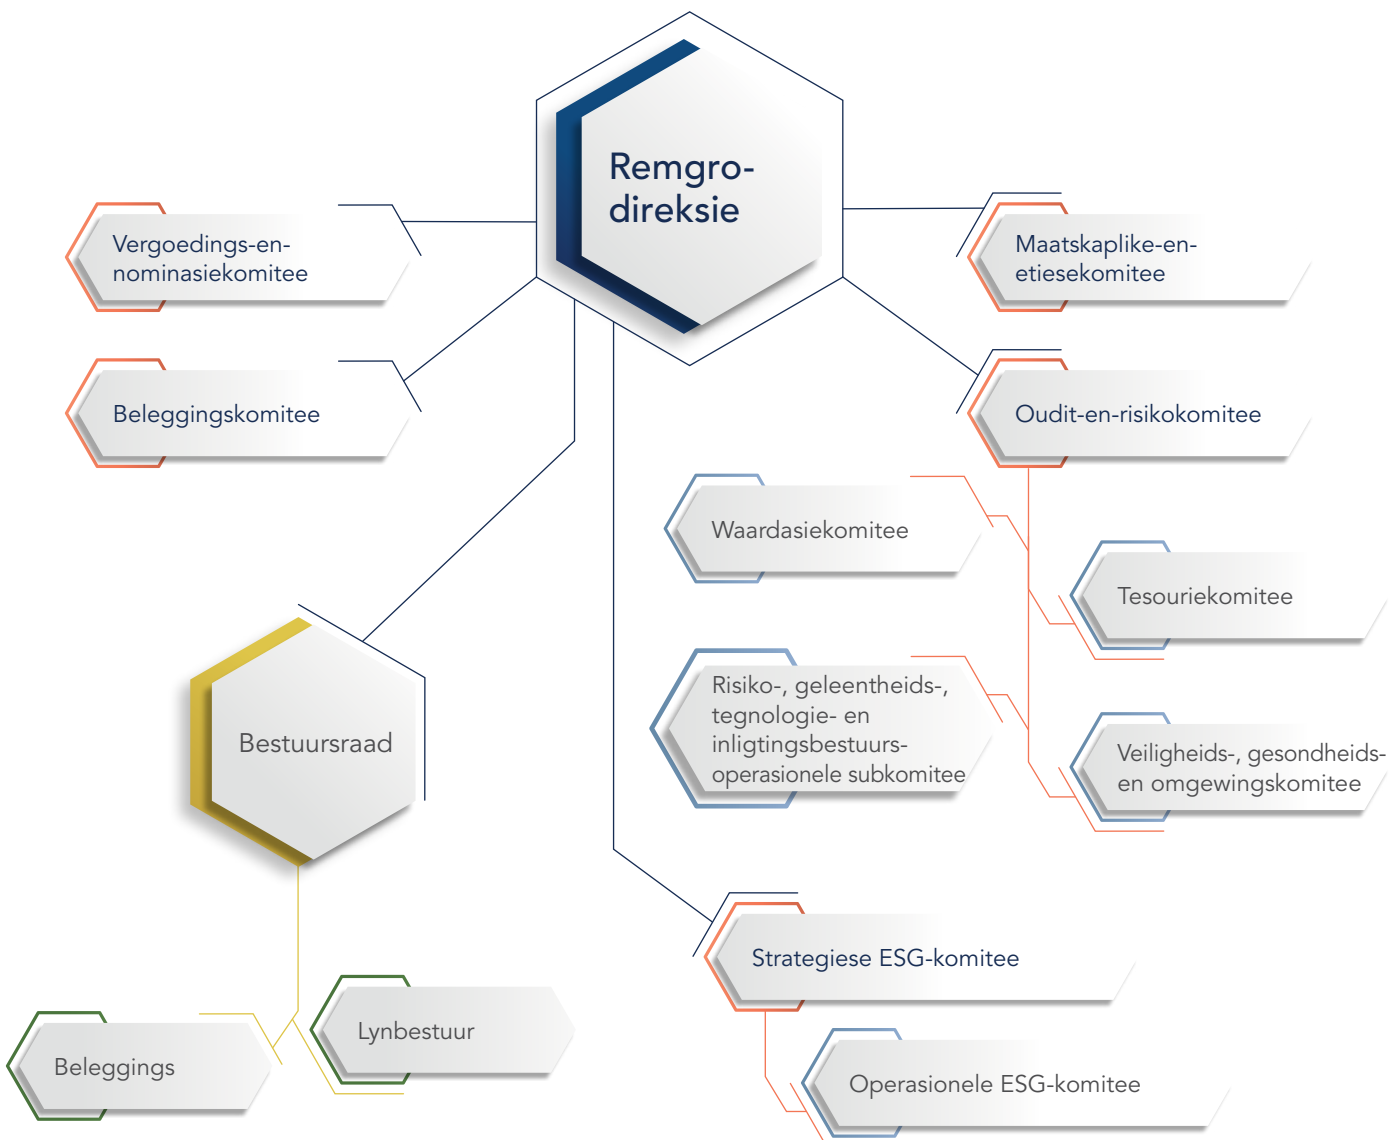 Remgro-
direksie
Vergoedings-en-
nominasiekomitee
Maatskaplike-en-
etiesekomitee
Beleggingskomitee
Oudit-en-risikokomitee
Waardasiekomitee
Tesouriekomitee
Risiko-, geleentheids-,
tegnologie- en
inligtingsbestuurs-
operasionele subkomitee
Veiligheids-, gesondheids-
en omgewingskomitee
Bestuursraad
Strategiese ESG-komitee
Lynbestuur
Beleggings
Operasionele ESG-komitee